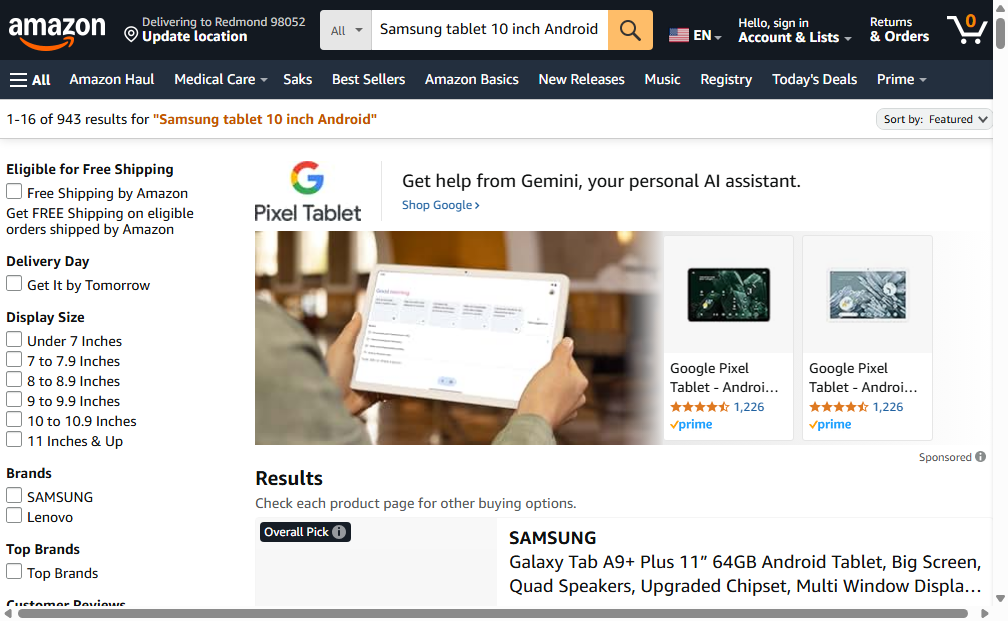 amazon
Delivering to Redmond 98052
Update location
All
Samsung tablet 10 inch Android
EN
Hello, sign in
Account & Lists
Returns
& Orders
0
All
Amazon Haul
Medical Care
Saks
Best Sellers
Amazon Basics
New Releases
Music
Registry
Today's Deals
Prime
1-16 of 943 results for "Samsung tablet 10 inch Android"
Sort by: Featured
Eligible for Free Shipping
Free Shipping by Amazon
Get FREE Shipping on eligible
orders shipped by Amazon
Delivery Day
Get It by Tomorrow
Display Size
Under 7 Inches
7 to 7.9 Inches
8 to 8.9 Inches
9 to 9.9 Inches
10 to 10.9 Inches
11 Inches & Up
Brands
SAMSUNG
Lenovo
Top Brands
Top Brands
Customer Reviews
Pixel Tablet
Get help from Gemini, your personal AI assistant.
Shop Google ›
Good morning
Google Pixel
Tablet - Androi...
1,226
prime
Google Pixel
Tablet - Androi...
1,226
prime
Sponsored
Results
Check each product page for other buying options.
Overall Pick
SAMSUNG
Galaxy Tab A9+ Plus 11” 64GB Android Tablet, Big Screen,
Quad Speakers, Upgraded Chipset, Multi Window Displa...